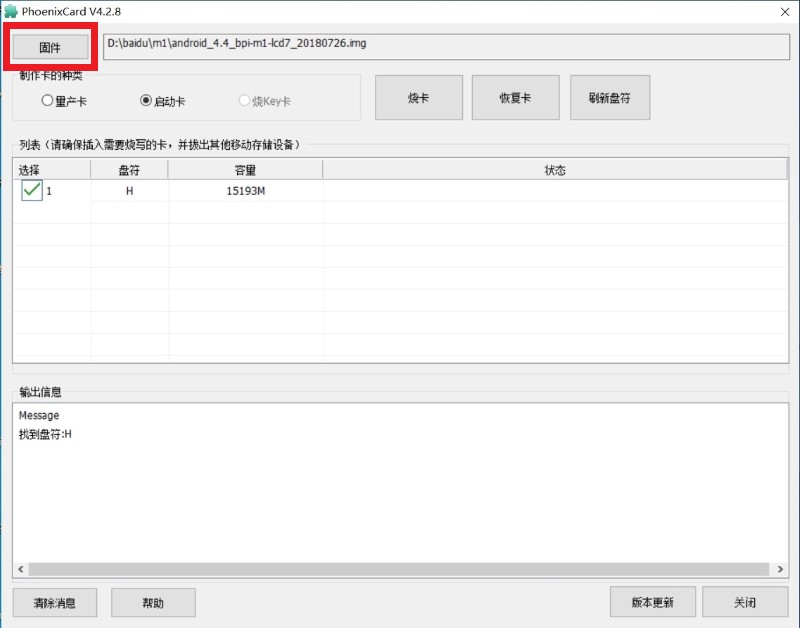 PhoenixCard V4.2.8
固件
D:\baidu\m1\android_4.4_bpi-m1-lcd7_20180726.img
制作卡的种类
量产卡 启动卡 烧Key卡
烧卡 恢复卡 刷新盘符
列表（请确保插入需要烧写的卡，并拔出其他移动存储设备）
选择 盘符 容量 状态
1 H 15193M
输出信息
Message
找到盘符:H
清除消息 帮助 版本更新 关闭